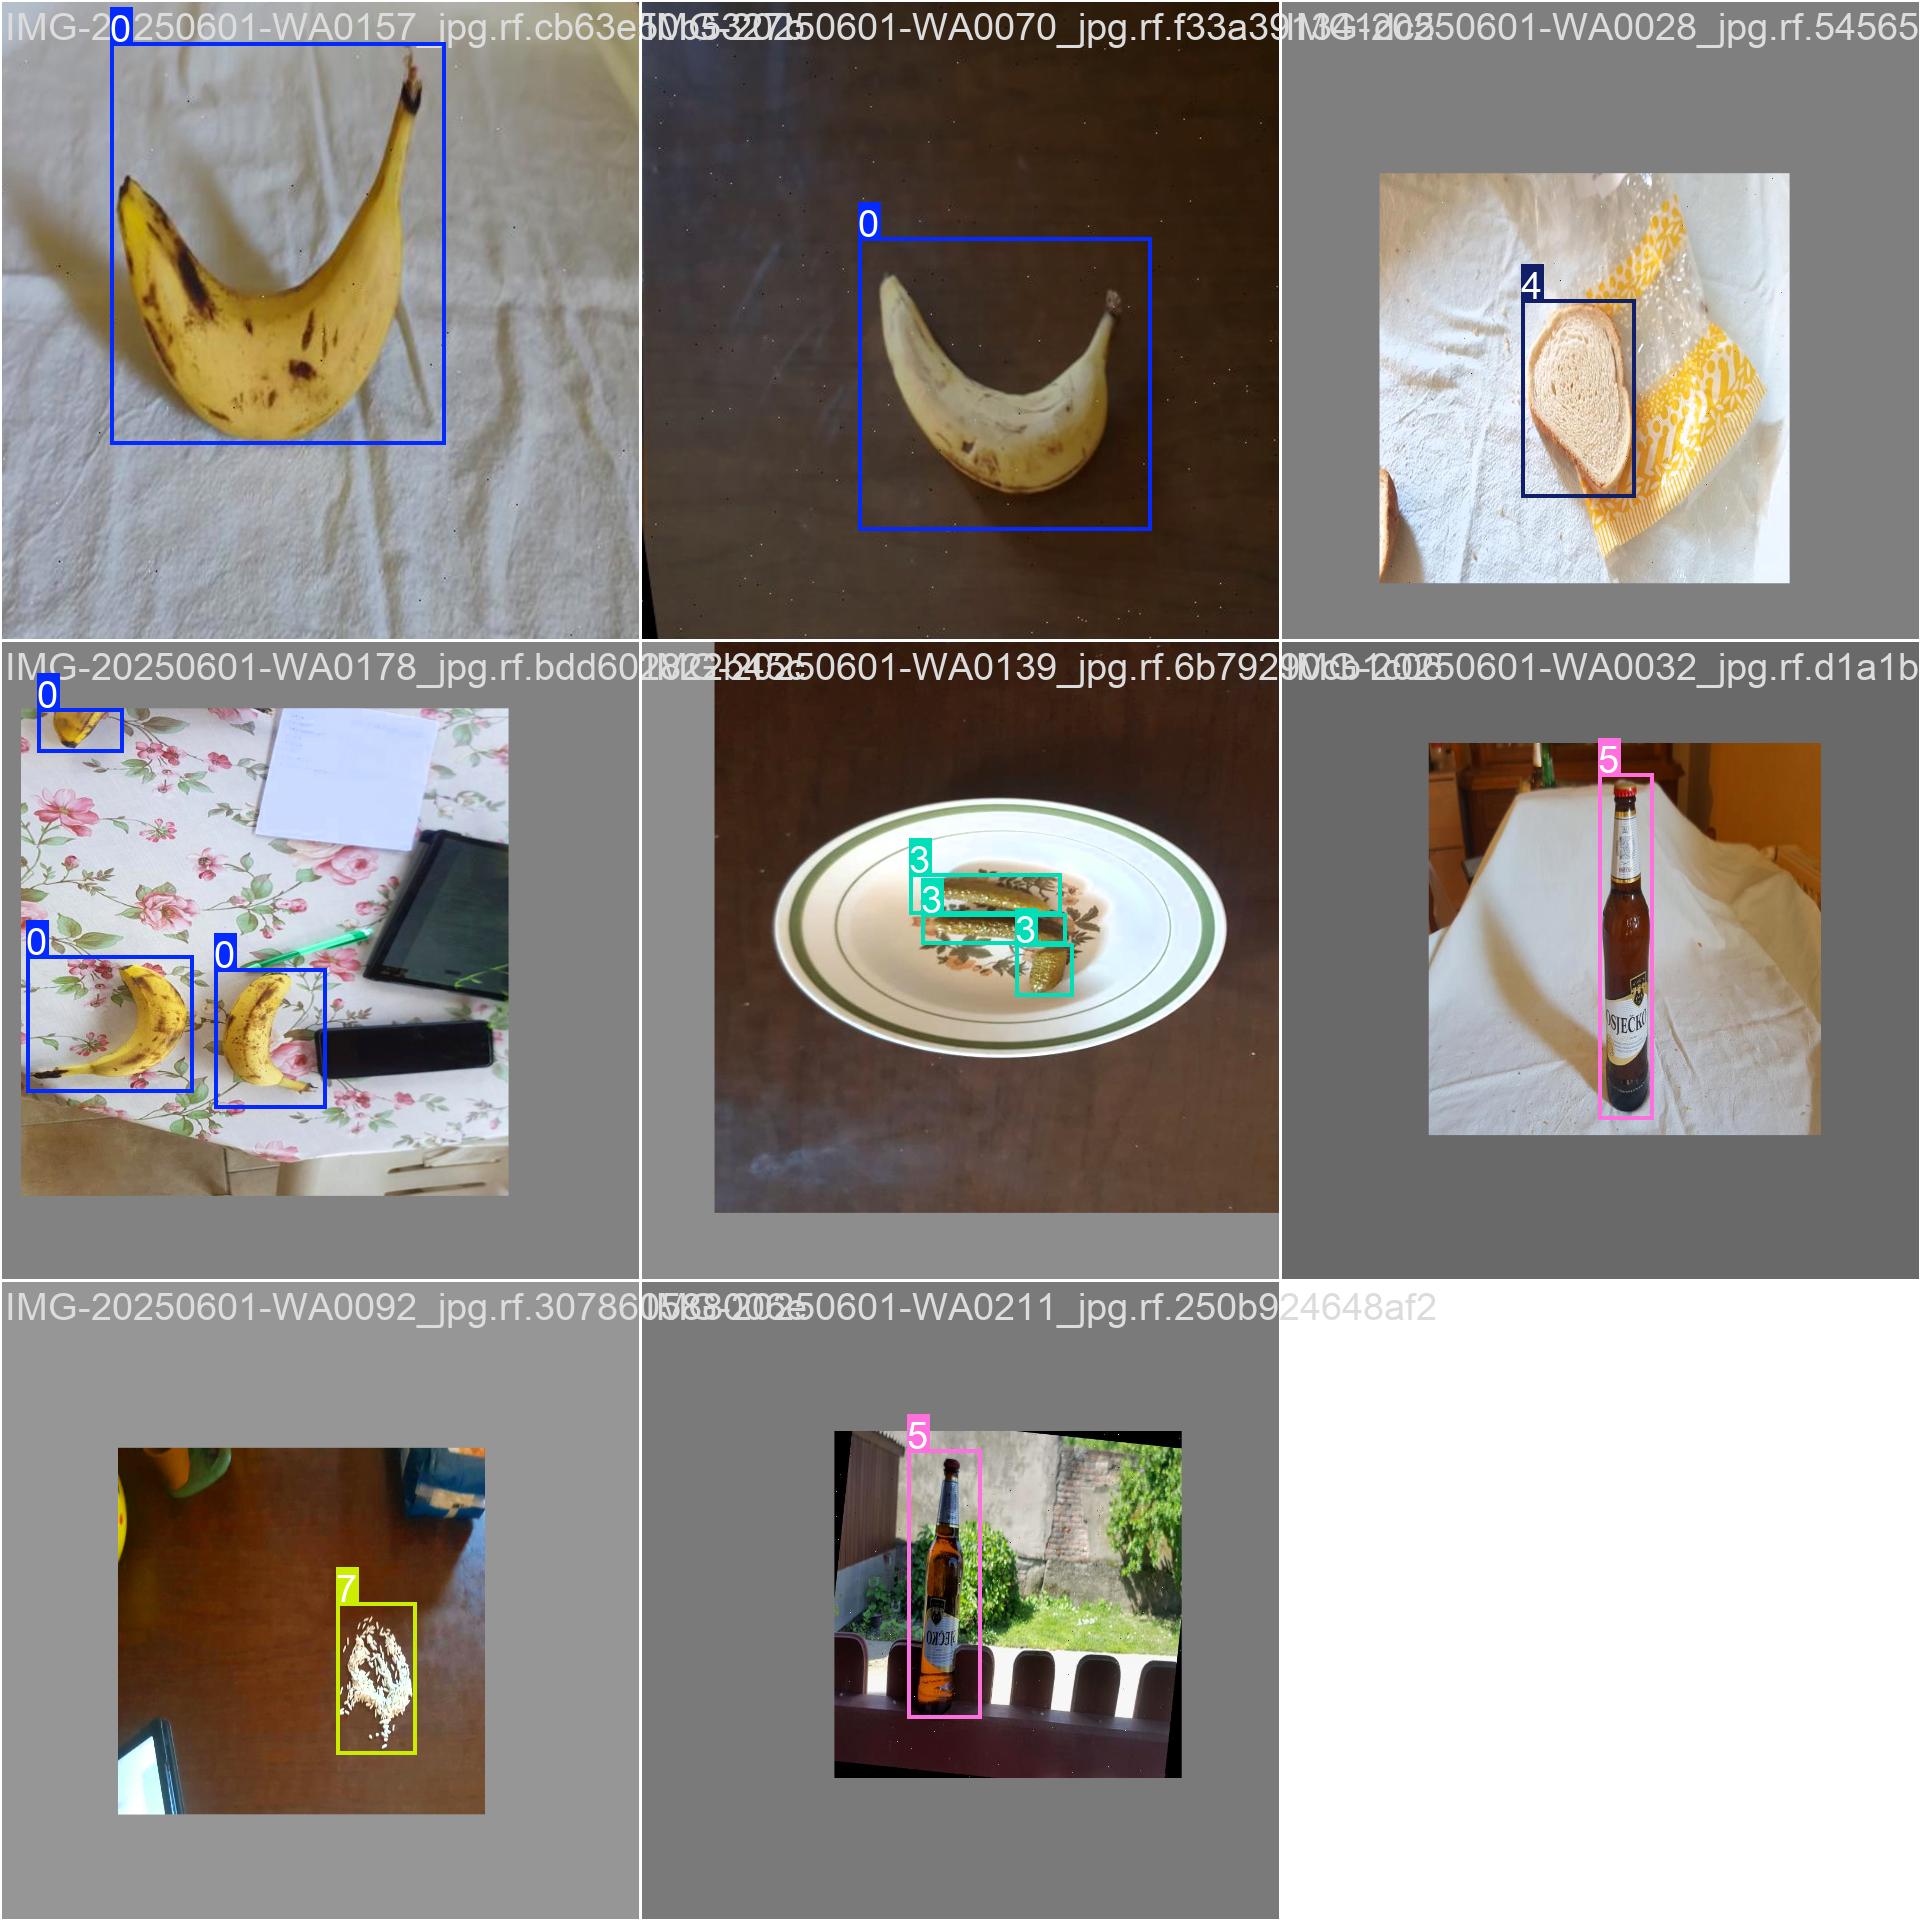 IMG-20250601-WA0157_jpg.rf.cb63e
IMG-20250601-WA0070_jpg.rf.f33a39
IMG-20250601-WA0028_jpg.rf.54565
0
0
4
IMG-20250601-WA0178_jpg.rf.bdd60
IMG-20250601-WA0139_jpg.rf.6b792
IMG-20250601-WA0032_jpg.rf.d1a1b
0
5
3
3
3
0
0
OSJEČKO
IMG-20250601-WA0092_jpg.rf.30786
IMG-20250601-WA0211_jpg.rf.250b924648af2
5
7